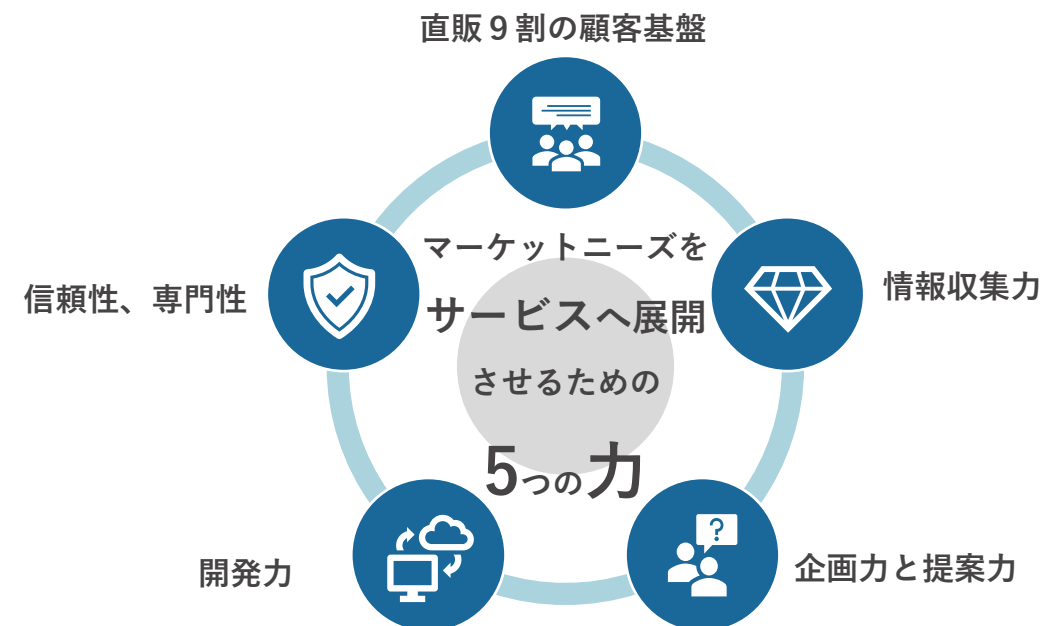 直販９割の顧客基盤
マーケットニーズを
サービスへ展開
させるための
5つの力
信頼性、専門性
情報収集力
開発力
企画力と提案力
?